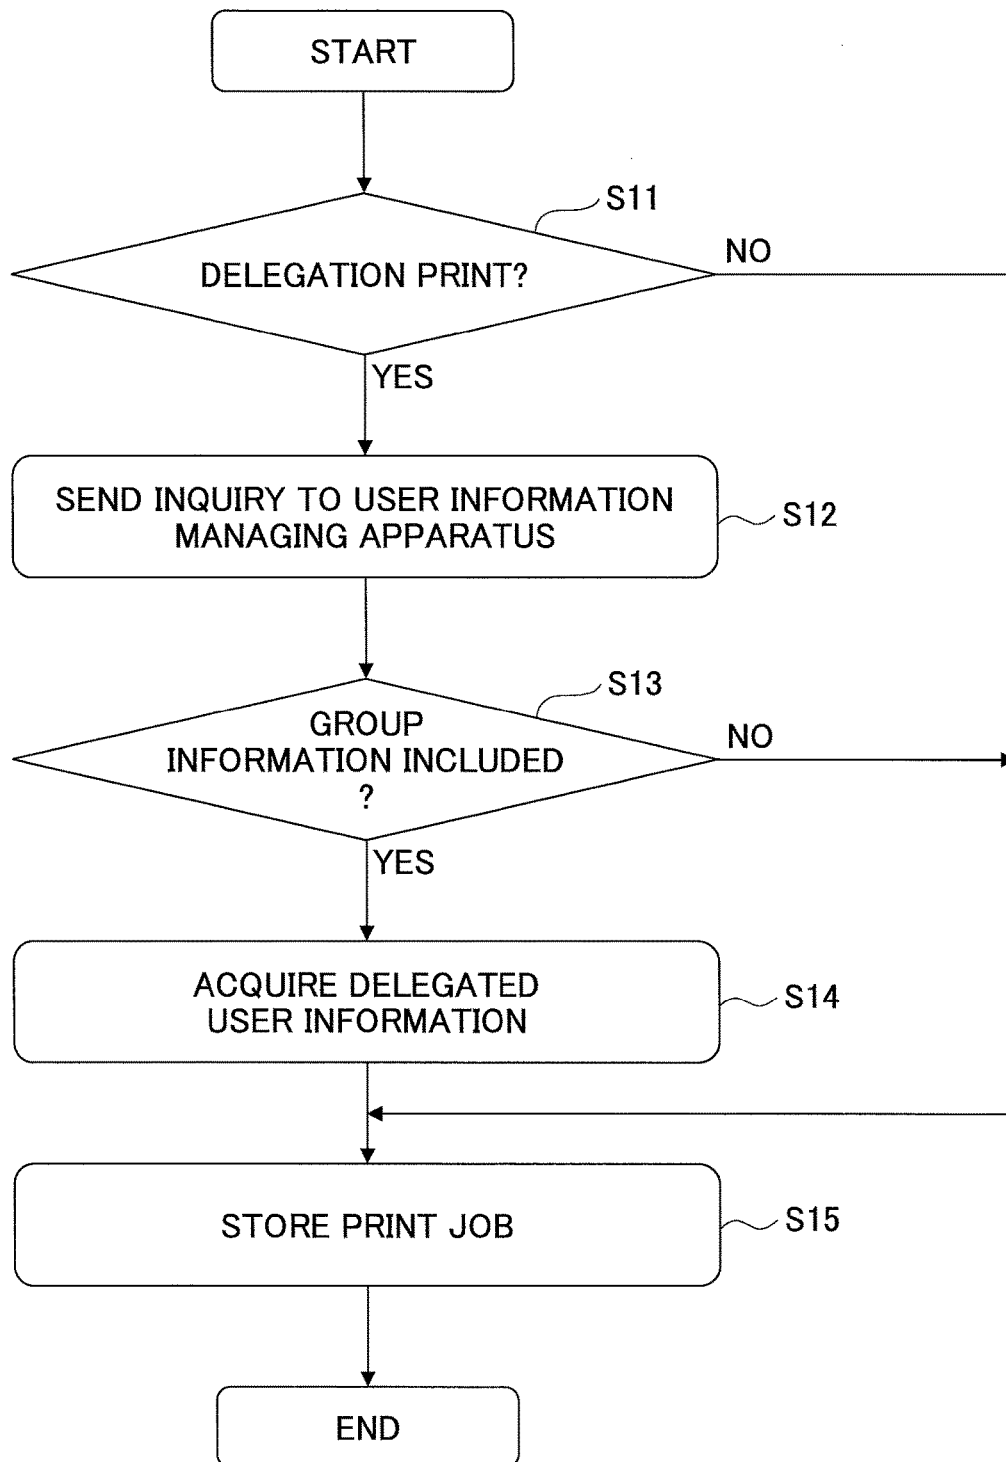 START
S11
DELEGATION PRINT?
NO
YES
SEND INQUIRY TO USER INFORMATION
MANAGING APPARATUS
S12
S13
GROUP
INFORMATION INCLUDED
?
NO
YES
ACQUIRE DELEGATED
USER INFORMATION
S14
STORE PRINT JOB
S15
END